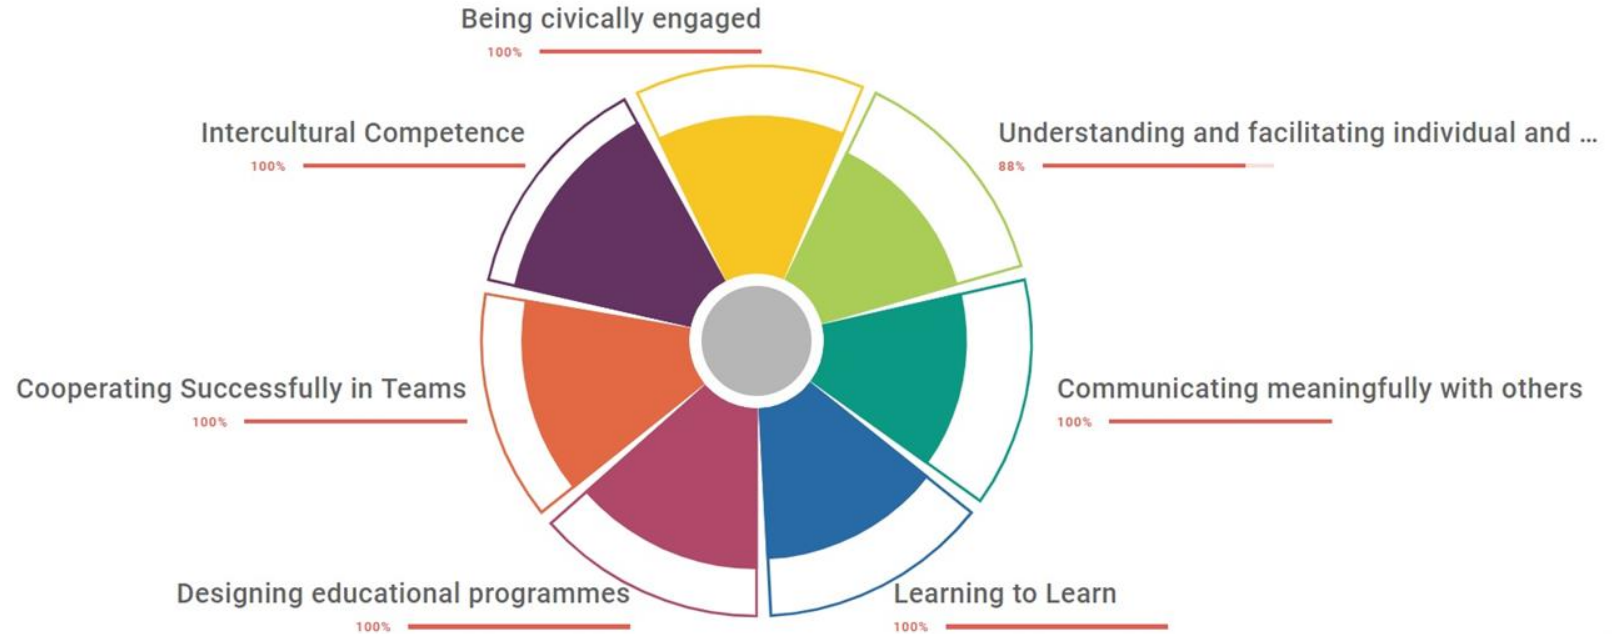 Being civically engaged
100%
Intercultural Competence
100%
Understanding and facilitating individual and ...
88%
Cooperating Successfully in Teams
100%
Communicating meaningfully with others
100%
Designing educational programmes
100%
Learning to Learn
100%